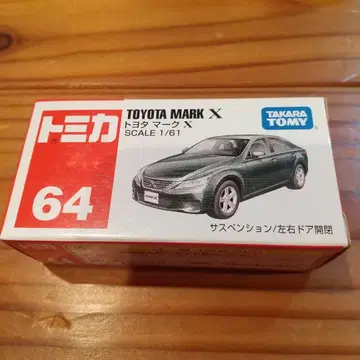 トミカ
64
TOYOTA MARK X
トヨタ マークX
SCALE 1/61
TAKARA
TOMY
サスペンション/左右ドア開閉